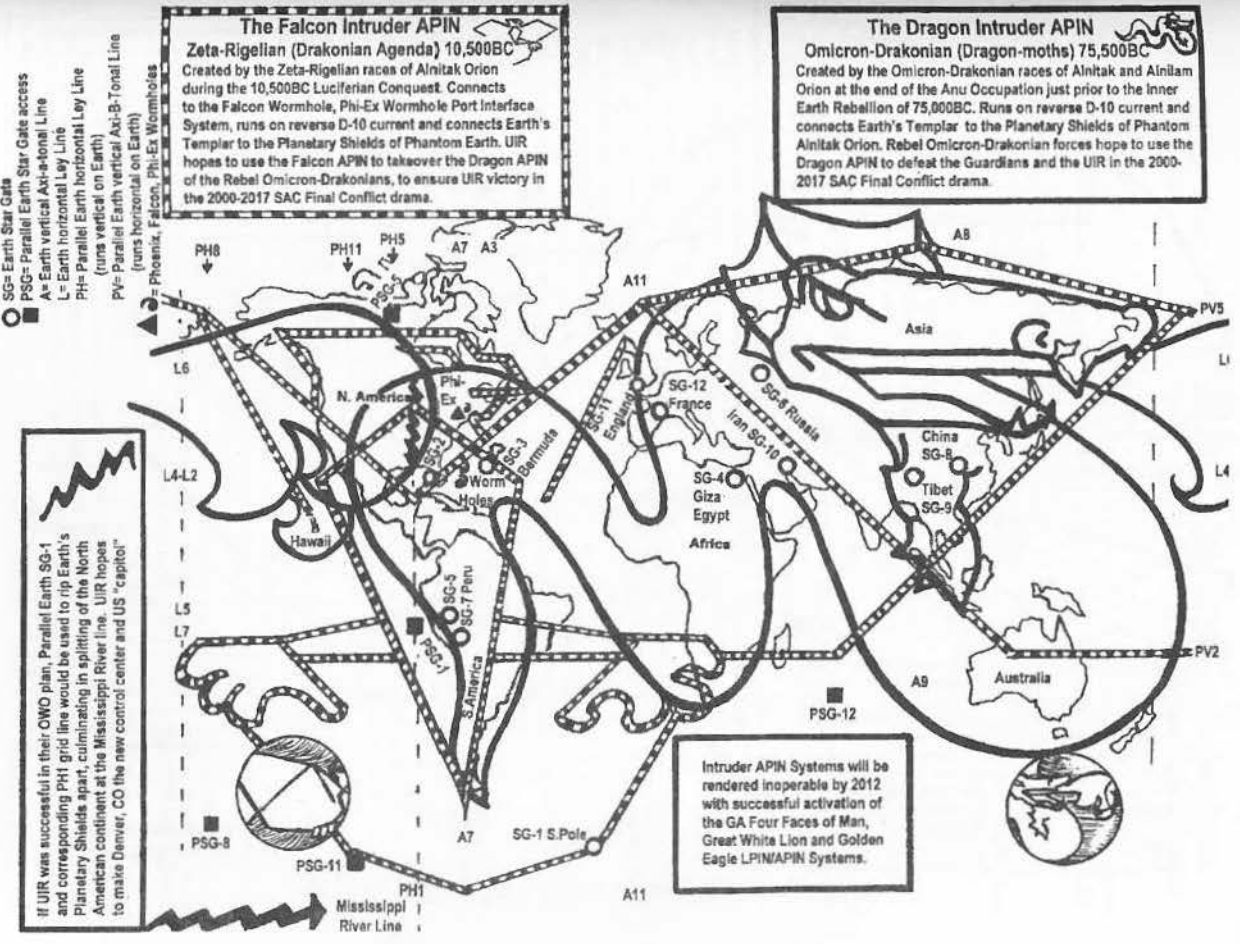 The Falcon Intruder APIN
Zeta-Rigelian (Drakonian Agenda) 10,500BC
Created by the Zeta-Rigelian races of Alnitak Orion
during the 10,500BC Luciferian Conquest. Connects
to the Falcon Wormhole, Phi-Ex Wormhole Port Interface
System, runs on reverse D-10 current and connects Earth's
Templar to the Planetary Shields of Phantom Earth. UIR
hopes to use the Falcon APIN to takeover the Dragon APIN
of the Rebel Omicron-Drakonians, to ensure UIR victory in
the 2000-2017 SAC Final Conflict drama.
The Dragon Intruder APIN
Omicron-Drakonian (Dragon-moths) 75,500BC
Created by the Omicron-Drakonian races of Alnitak and Alnilam
Orion at the end of the Anu Occupation just prior to the Inner
Earth Rebellion of 75,000BC. Runs on reverse D-10 current and
connects Earth's Templar to the Planetary Shields of Phantom
Alnitak Orion. Rebel Omicron-Drakonian forces hope to use the
Dragon APIN to defeat the Guardians and the UIR in the 2000-
2017 SAC Final Conflict drama.
SG= Earth Star Gate
PSG= Parallel Earth Star Gate access
A= Earth vertical Axi-a-tonal Line
L= Earth horizontal Ley Line
PH= Parallel Earth horizontal Ley Line
(runs vertical on Earth)
PV= Parallel Earth vertical Axi-B-Tonal Line
(runs horizontal on Earth)
= Phoenix, Falcon, Phi-Ex Wormholes
PH8
PH11
PH5
A7
A3
A11
A8
PSG-5
PV5
Asia
L6
N. America
Phi-
Ex
SG-11
England
SG-12
France
SG-6 Russia
Iran SG-10
SG-2
SG-3
Bermuda
Worm
Holes
China
SG-8
Tibet
SG-9
L4-L2
L4
SG-4
Giza
Egypt
Hawaii
Africa
SG-5
SG-7 Peru
L5
L7
PSG-1
S.America
A9
Australia
PV2
PSG-12
If UIR was successful in their OWO plan, Parallel Earth SG-1
and corresponding PH1 grid line would be used to rip Earth's
Planetary Shields apart, culminating in splitting of the North
American continent at the Mississippi River line. UIR hopes
to make Denver, CO the new control center and US "capitol"
Intruder APIN Systems will be
rendered inoperable by 2012
with successful activation of
the GA Four Faces of Man,
Great White Lion and Golden
Eagle LPIN/APIN Systems.
PSG-8
PSG-11
A7
SG-1 S.Pole
PH1
A11
Mississippi
River Line